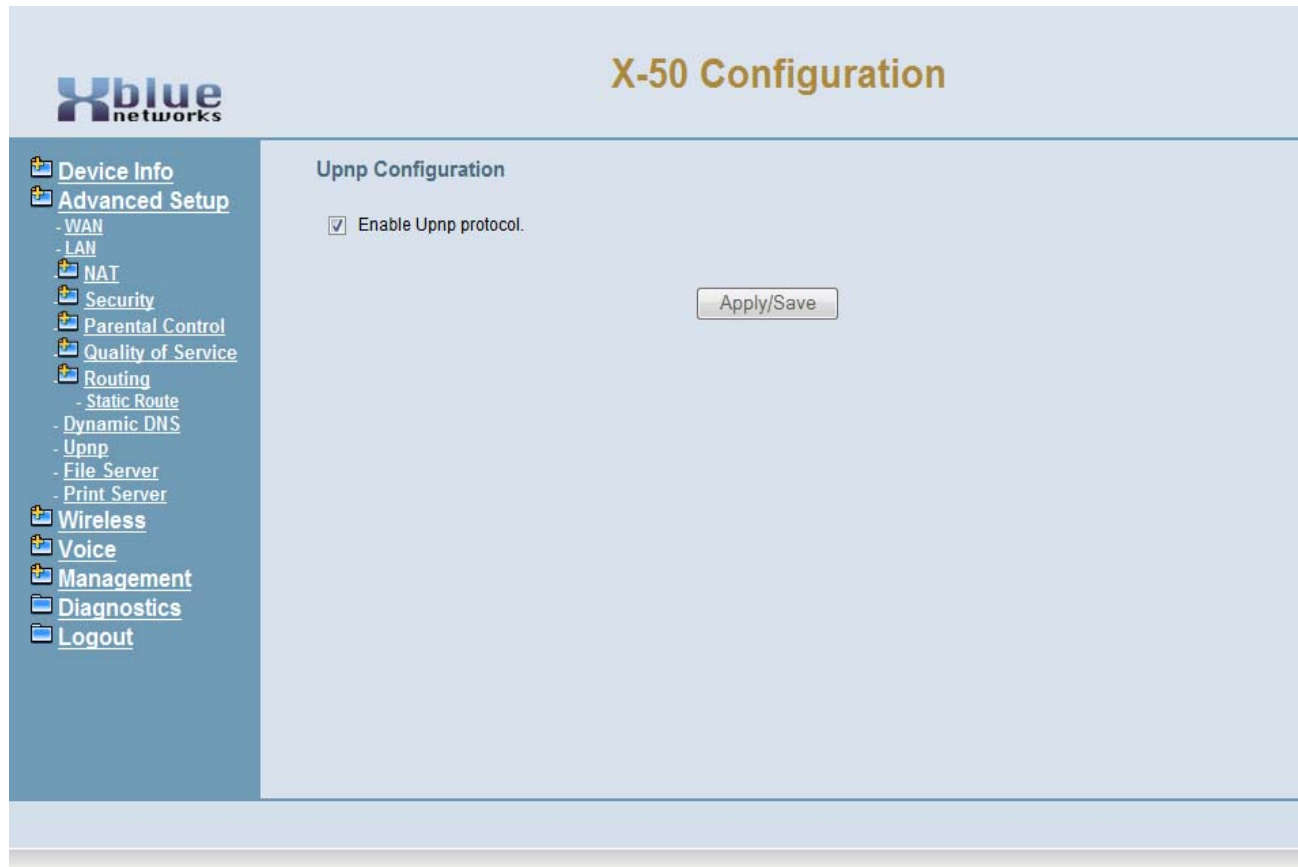 Xblue
networks
X-50 Configuration
Device Info
Advanced Setup
- WAN
- LAN
NAT
Security
Parental Control
Quality of Service
Routing
- Static Route
- Dynamic DNS
- Upnp
- File Server
- Print Server
Wireless
Voice
Management
Diagnostics
Logout
Upnp Configuration
Enable Upnp protocol.
Apply/Save